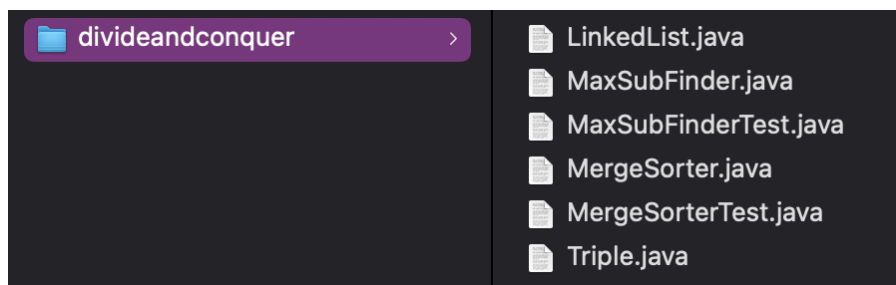 divideandconquer
LinkedList.java
MaxSubFinder.java
MaxSubFinderTest.java
MergeSorter.java
MergeSorterTest.java
Triple.java